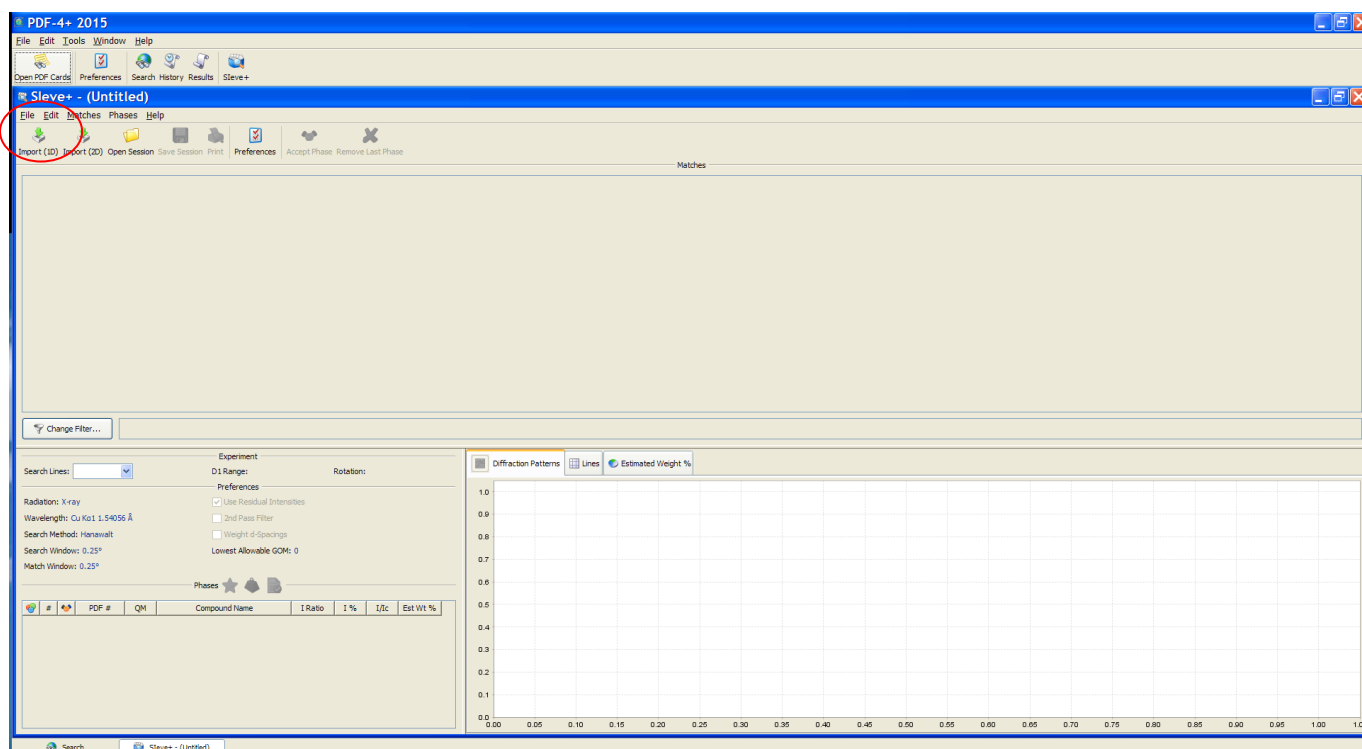 PDF-4+ 2015
File Edit Tools Window Help
Open PDF Cards Preferences Search History Results SIeve+
SIeve+ - (Untitled)
File Edit Matches Phases Help
Import (1D) Import (2D) Open Session Save Session Print Preferences Accept Phase Remove Last Phase
Matches
Change Filter...
Experiment
Search Lines: D1 Range: Rotation:
Preferences
Radiation: X-ray Use Residual Intensities
Wavelength: Cu Kα1 1.54056 Å 2nd Pass Filter
Search Method: Hanawalt Weight d-Spacings
Search Window: 0.25° Lowest Allowable GOM: 0
Match Window: 0.25°
Phases
# PDF # QM Compound Name I Ratio I % I/Ic Est Wt %
Diffraction Patterns Lines Estimated Weight %
1.0
0.9
0.8
0.7
0.6
0.5
0.4
0.3
0.2
0.1
0.0
0.00 0.05 0.10 0.15 0.20 0.25 0.30 0.35 0.40 0.45 0.50 0.55 0.60 0.65 0.70 0.75 0.80 0.85 0.90 0.95 1.00 1.0
Search SIeve+ - (Untitled)